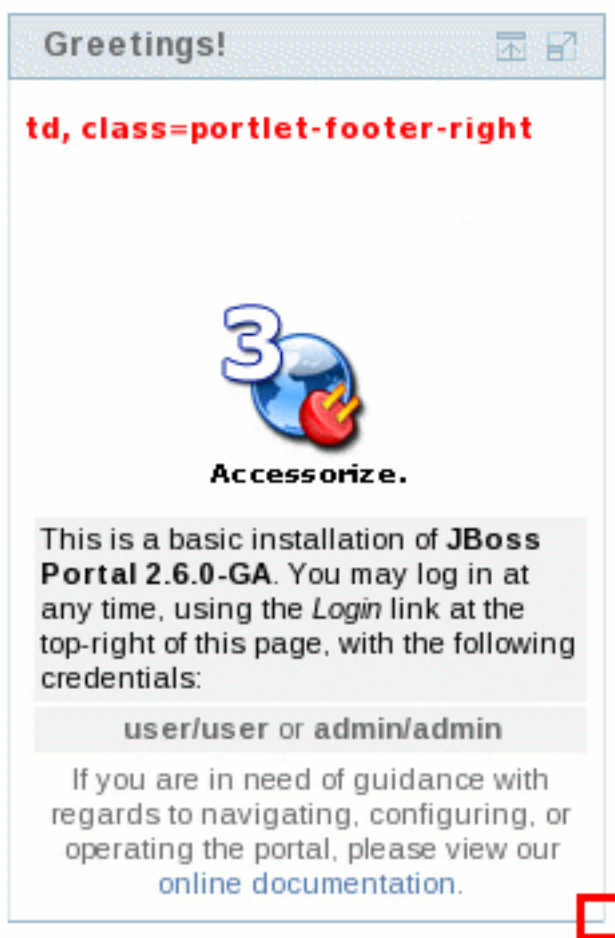 Greetings!
td, class=portlet-footer-right
3
Accessorize.
This is a basic installation of JBoss
Portal 2.6.0-GA. You may log in at
any time, using the Login link at the
top-right of this page, with the following
credentials:
user/user or admin/admin
If you are in need of guidance with
regards to navigating, configuring, or
operating the portal, please view our
online documentation.